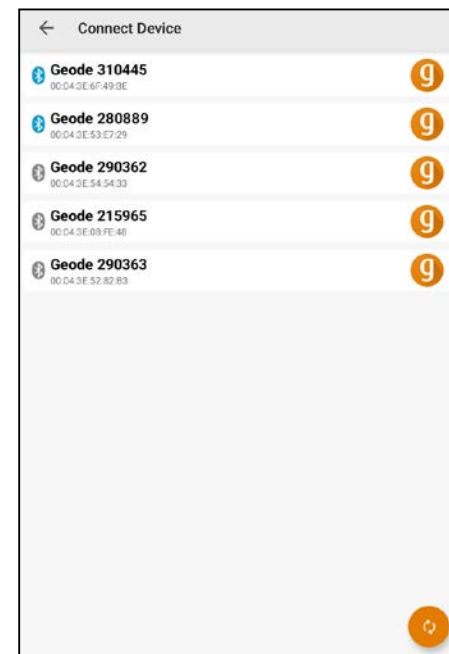 Connect Device
Geode 310445
00:04:3E:6F:49:BE
Geode 280889
00:04:3E:53:E7:29
Geode 290362
00:04:3E:54:54:33
Geode 215965
00:04:3E:08:FE:48
Geode 290363
00:04:3E:52:82:B3
g
g
g
g
g